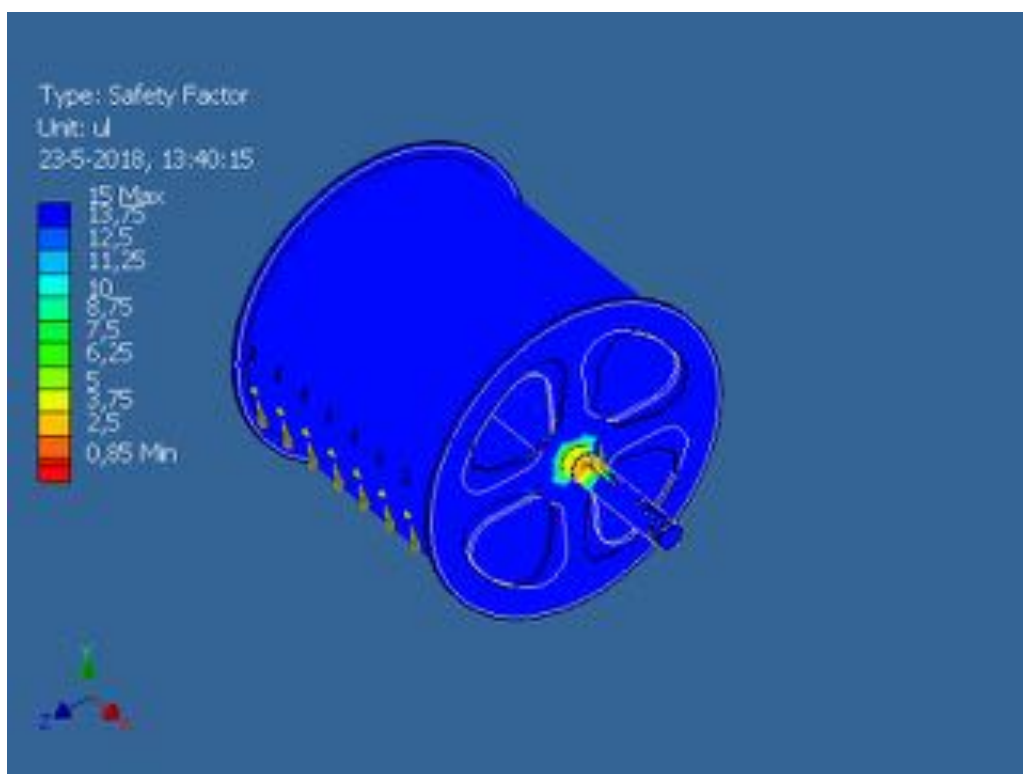 Type: Safety Factor
Unit: ul
23-5-2018, 13:40:15
15 Max
13,75
12,5
11,25
10
8,75
7,5
6,25
5
3,75
2,5
0,85 Min
Y
Z
X